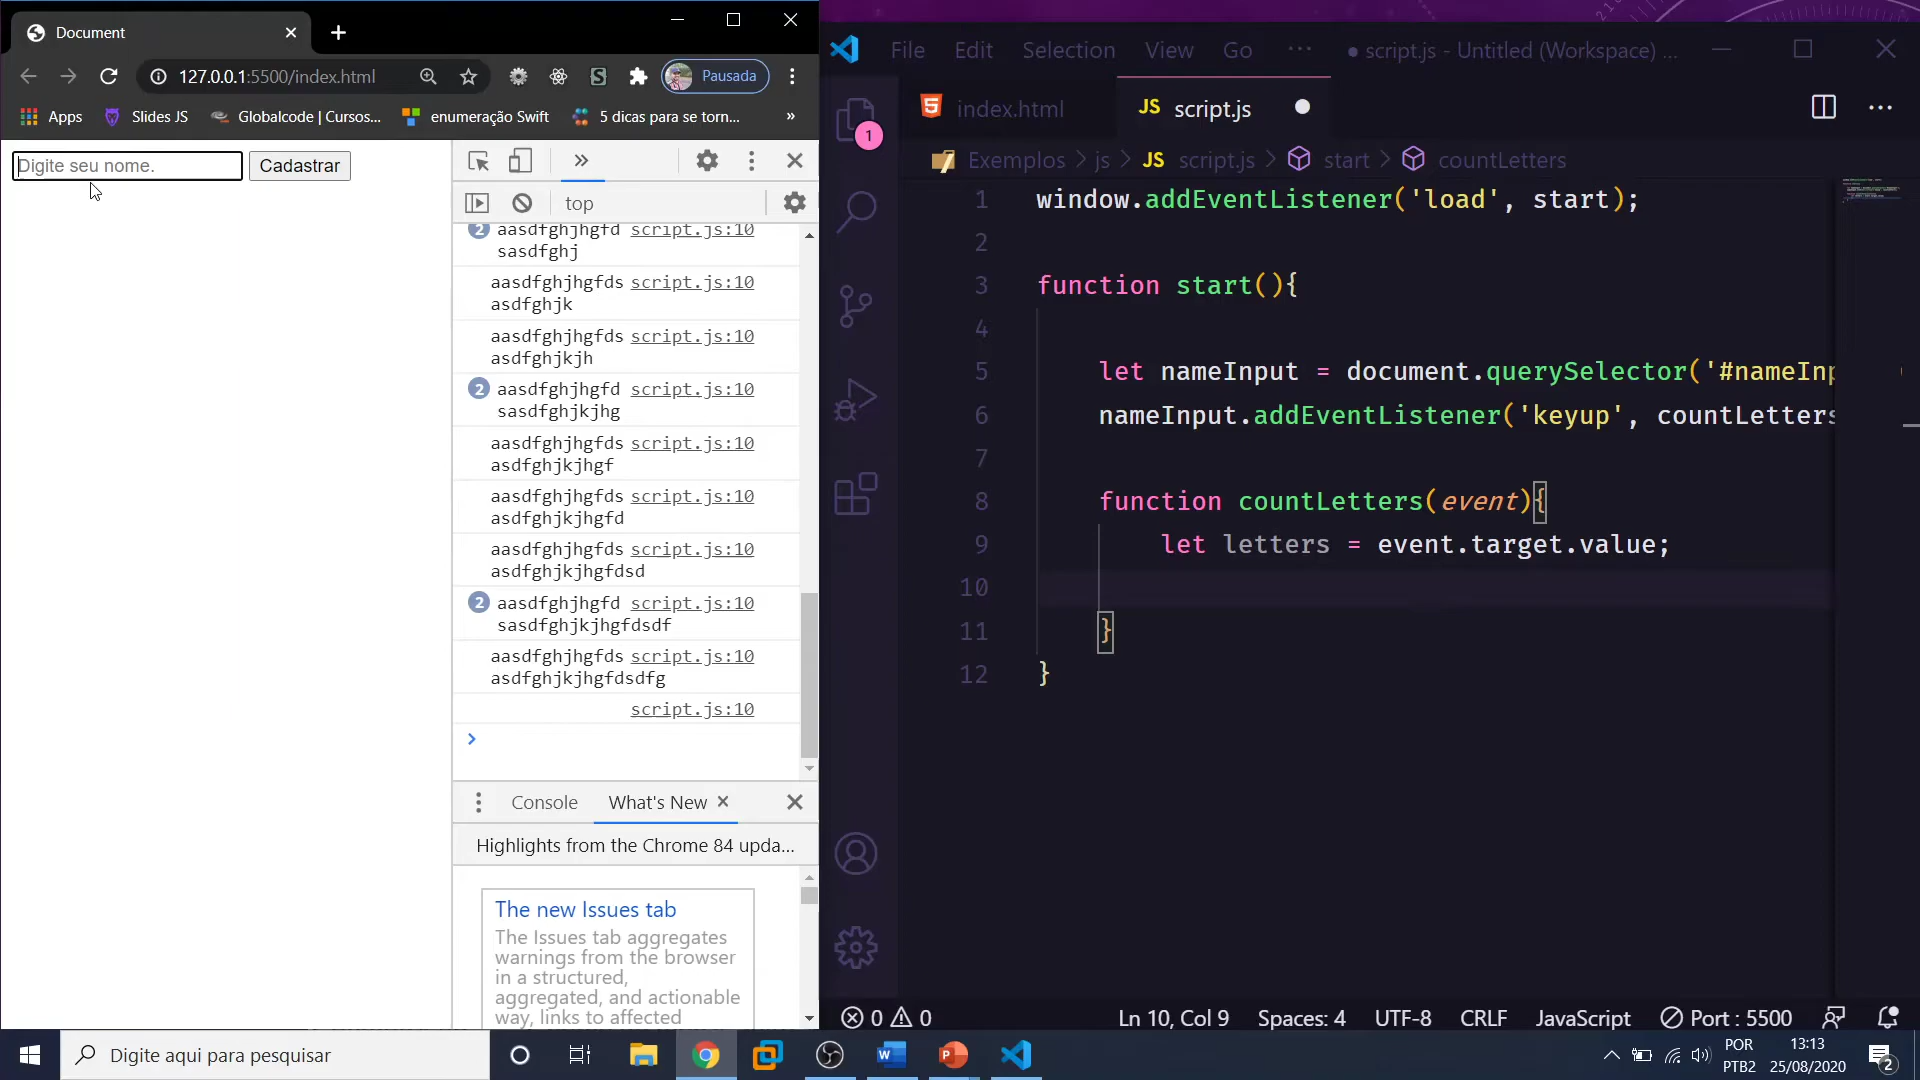 Document
127.0.0.1:5500/index.html
Pausada
Apps
Slides JS
Globalcode | Cursos...
enumeração Swift
5 dicas para se torn...
»
Digite seu nome.
Cadastrar
top
2 aasdfghjhgfd script.js:10
sasdfghj
aasdfghjhgfds script.js:10
asdfghjk
aasdfghjhgfds script.js:10
asdfghjkjh
2 aasdfghjhgfd script.js:10
sasdfghjkjhg
aasdfghjhgfds script.js:10
asdfghjkjhgf
aasdfghjhgfds script.js:10
asdfghjkjhgfd
aasdfghjhgfds script.js:10
asdfghjkjhgfdsd
2 aasdfghjhgfd script.js:10
sasdfghjkjhgfdsdf
aasdfghjhgfds script.js:10
asdfghjkjhgfdsdfg
script.js:10
Console
What's New
Highlights from the Chrome 84 upda...
The new Issues tab
The Issues tab aggregates
warnings from the browser
in a structured,
aggregated, and actionable
way, links to affected
File Edit Selection View Go ··· ● script.js - Untitled (Workspace) ...
index.html
JS script.js
1
Exemplos > js > JS script.js > start > countLetters
1 window.addEventListener('load', start);
2
3 function start(){
4
5 let nameInput = document.querySelector('#nameInp
6 nameInput.addEventListener('keyup', countLetters
7
8 function countLetters(event){
9 let letters = event.target.value;
10
11 }
12 }
0 0
Ln 10, Col 9
Spaces: 4
UTF-8
CRLF
JavaScript
Port : 5500
Digite aqui para pesquisar
POR
PTB2
13:13
25/08/2020
2